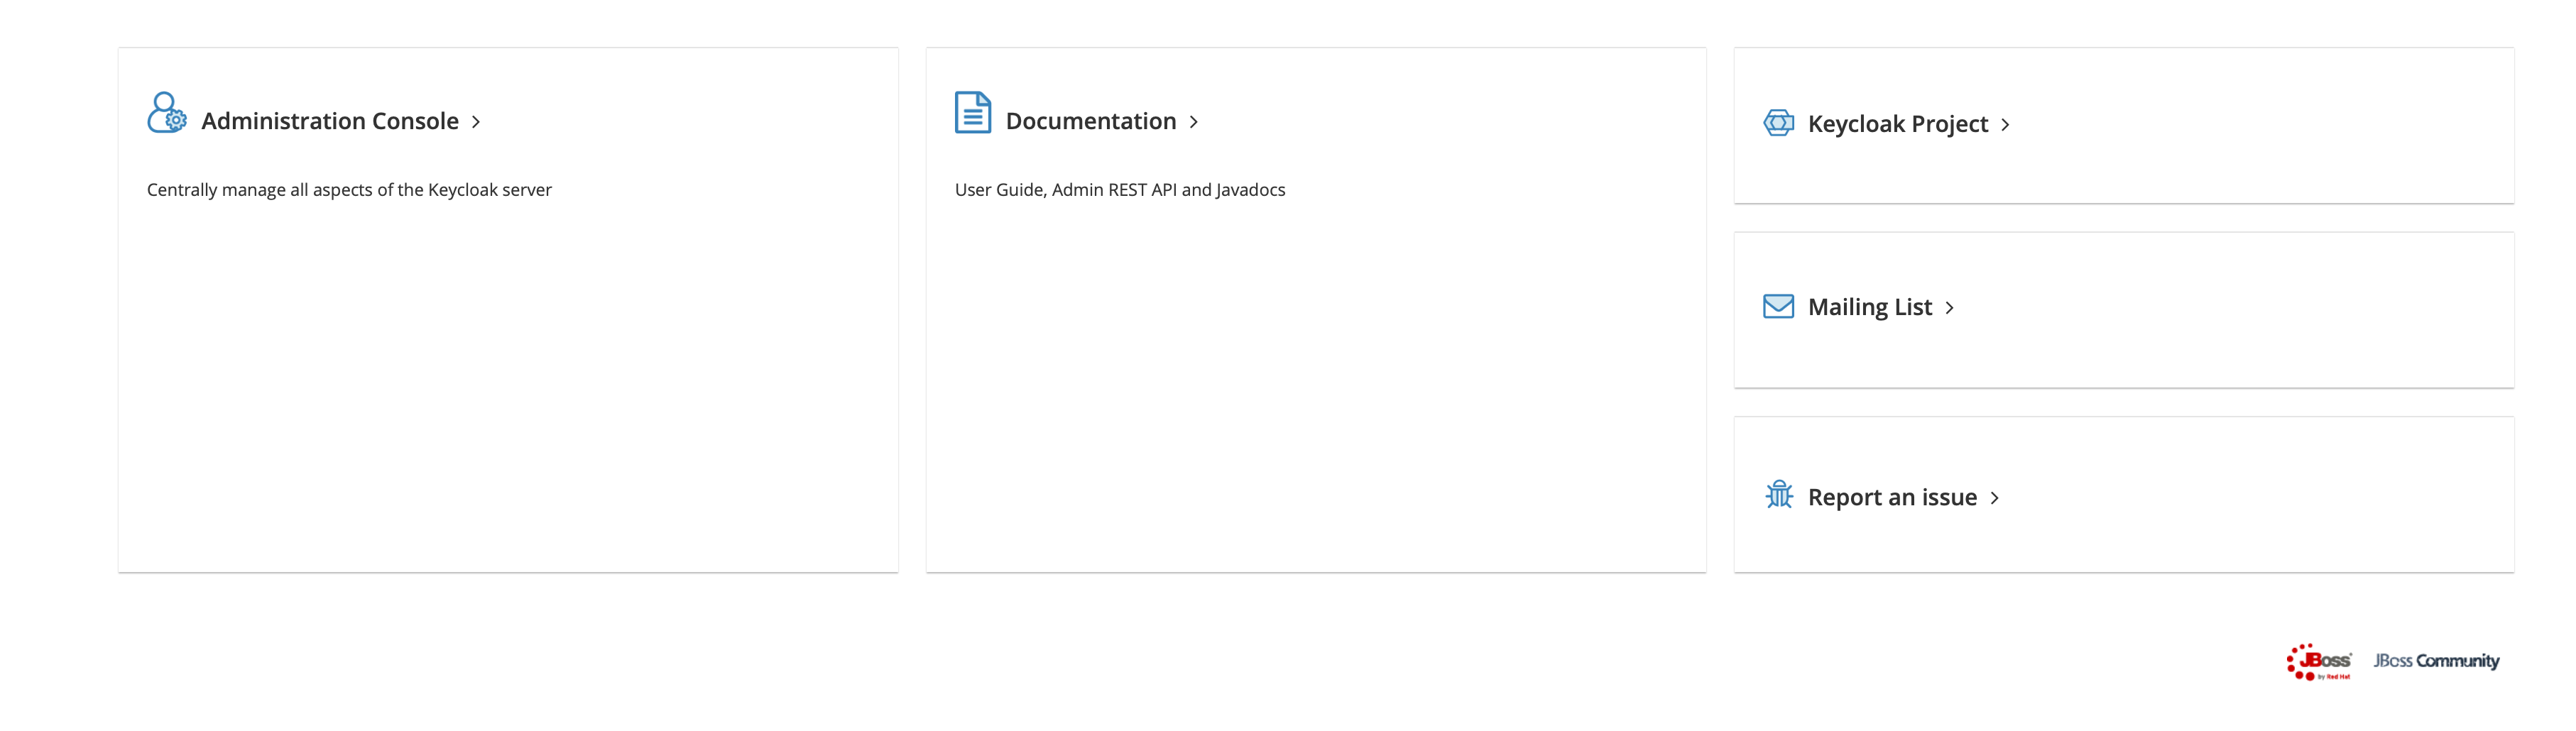 Administration Console
Centrally manage all aspects of the Keycloak server
Documentation
User Guide, Admin REST API and Javadocs
Keycloak Project
Mailing List
Report an issue
JBoss
by Red Hat
JBoss Community